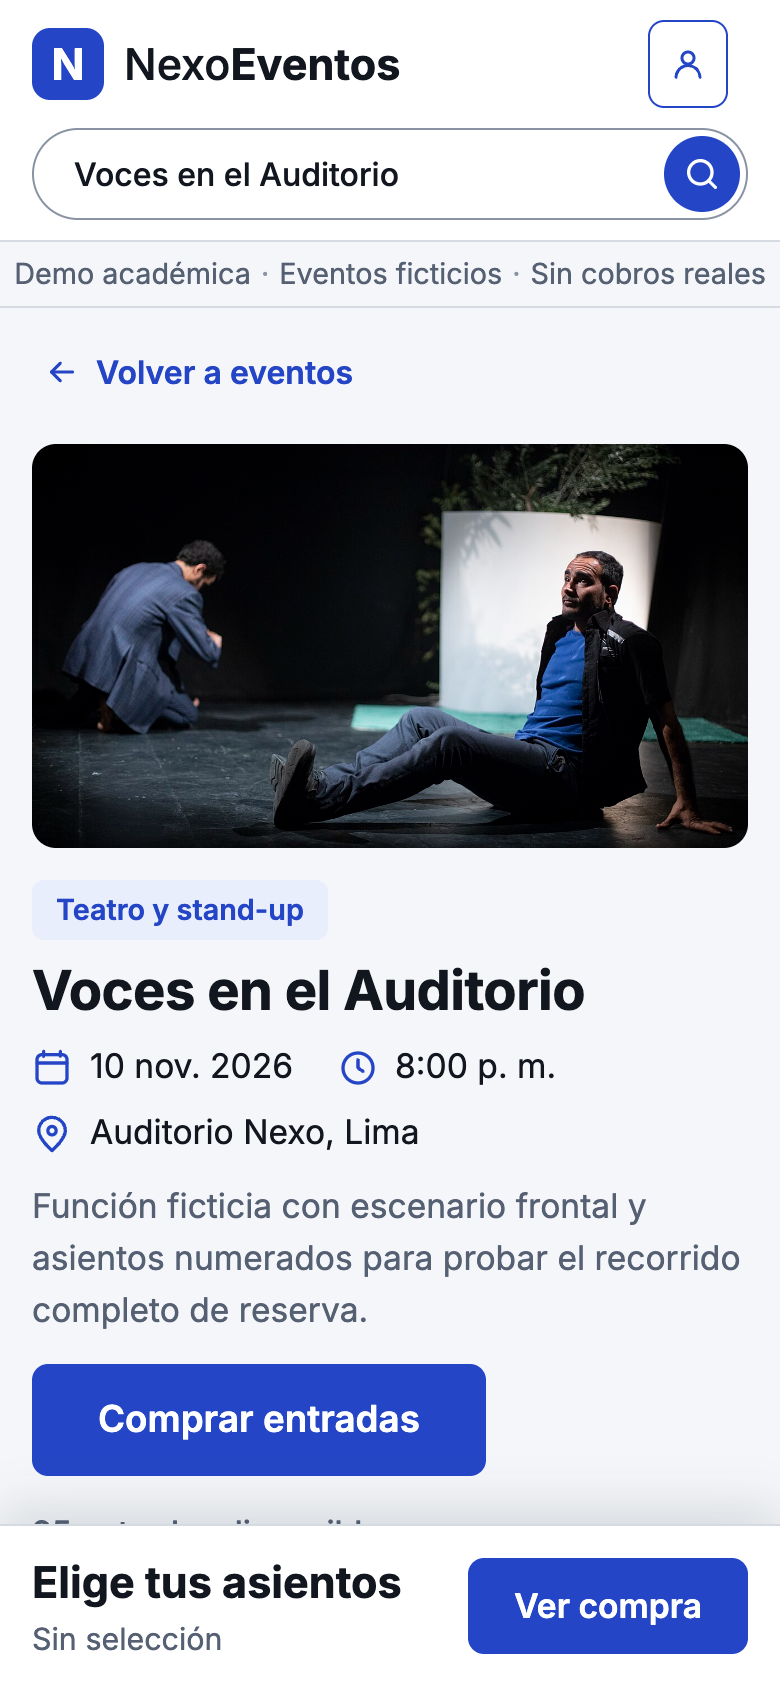 N NexoEventos
Voces en el Auditorio
Demo académica · Eventos ficticios · Sin cobros reales
← Volver a eventos
Teatro y stand-up
Voces en el Auditorio
10 nov. 2026 8:00 p. m.
Auditorio Nexo, Lima
Función ficticia con escenario frontal y
asientos numerados para probar el recorrido
completo de reserva.
Comprar entradas
Elige tus asientos
Sin selección
Ver compra